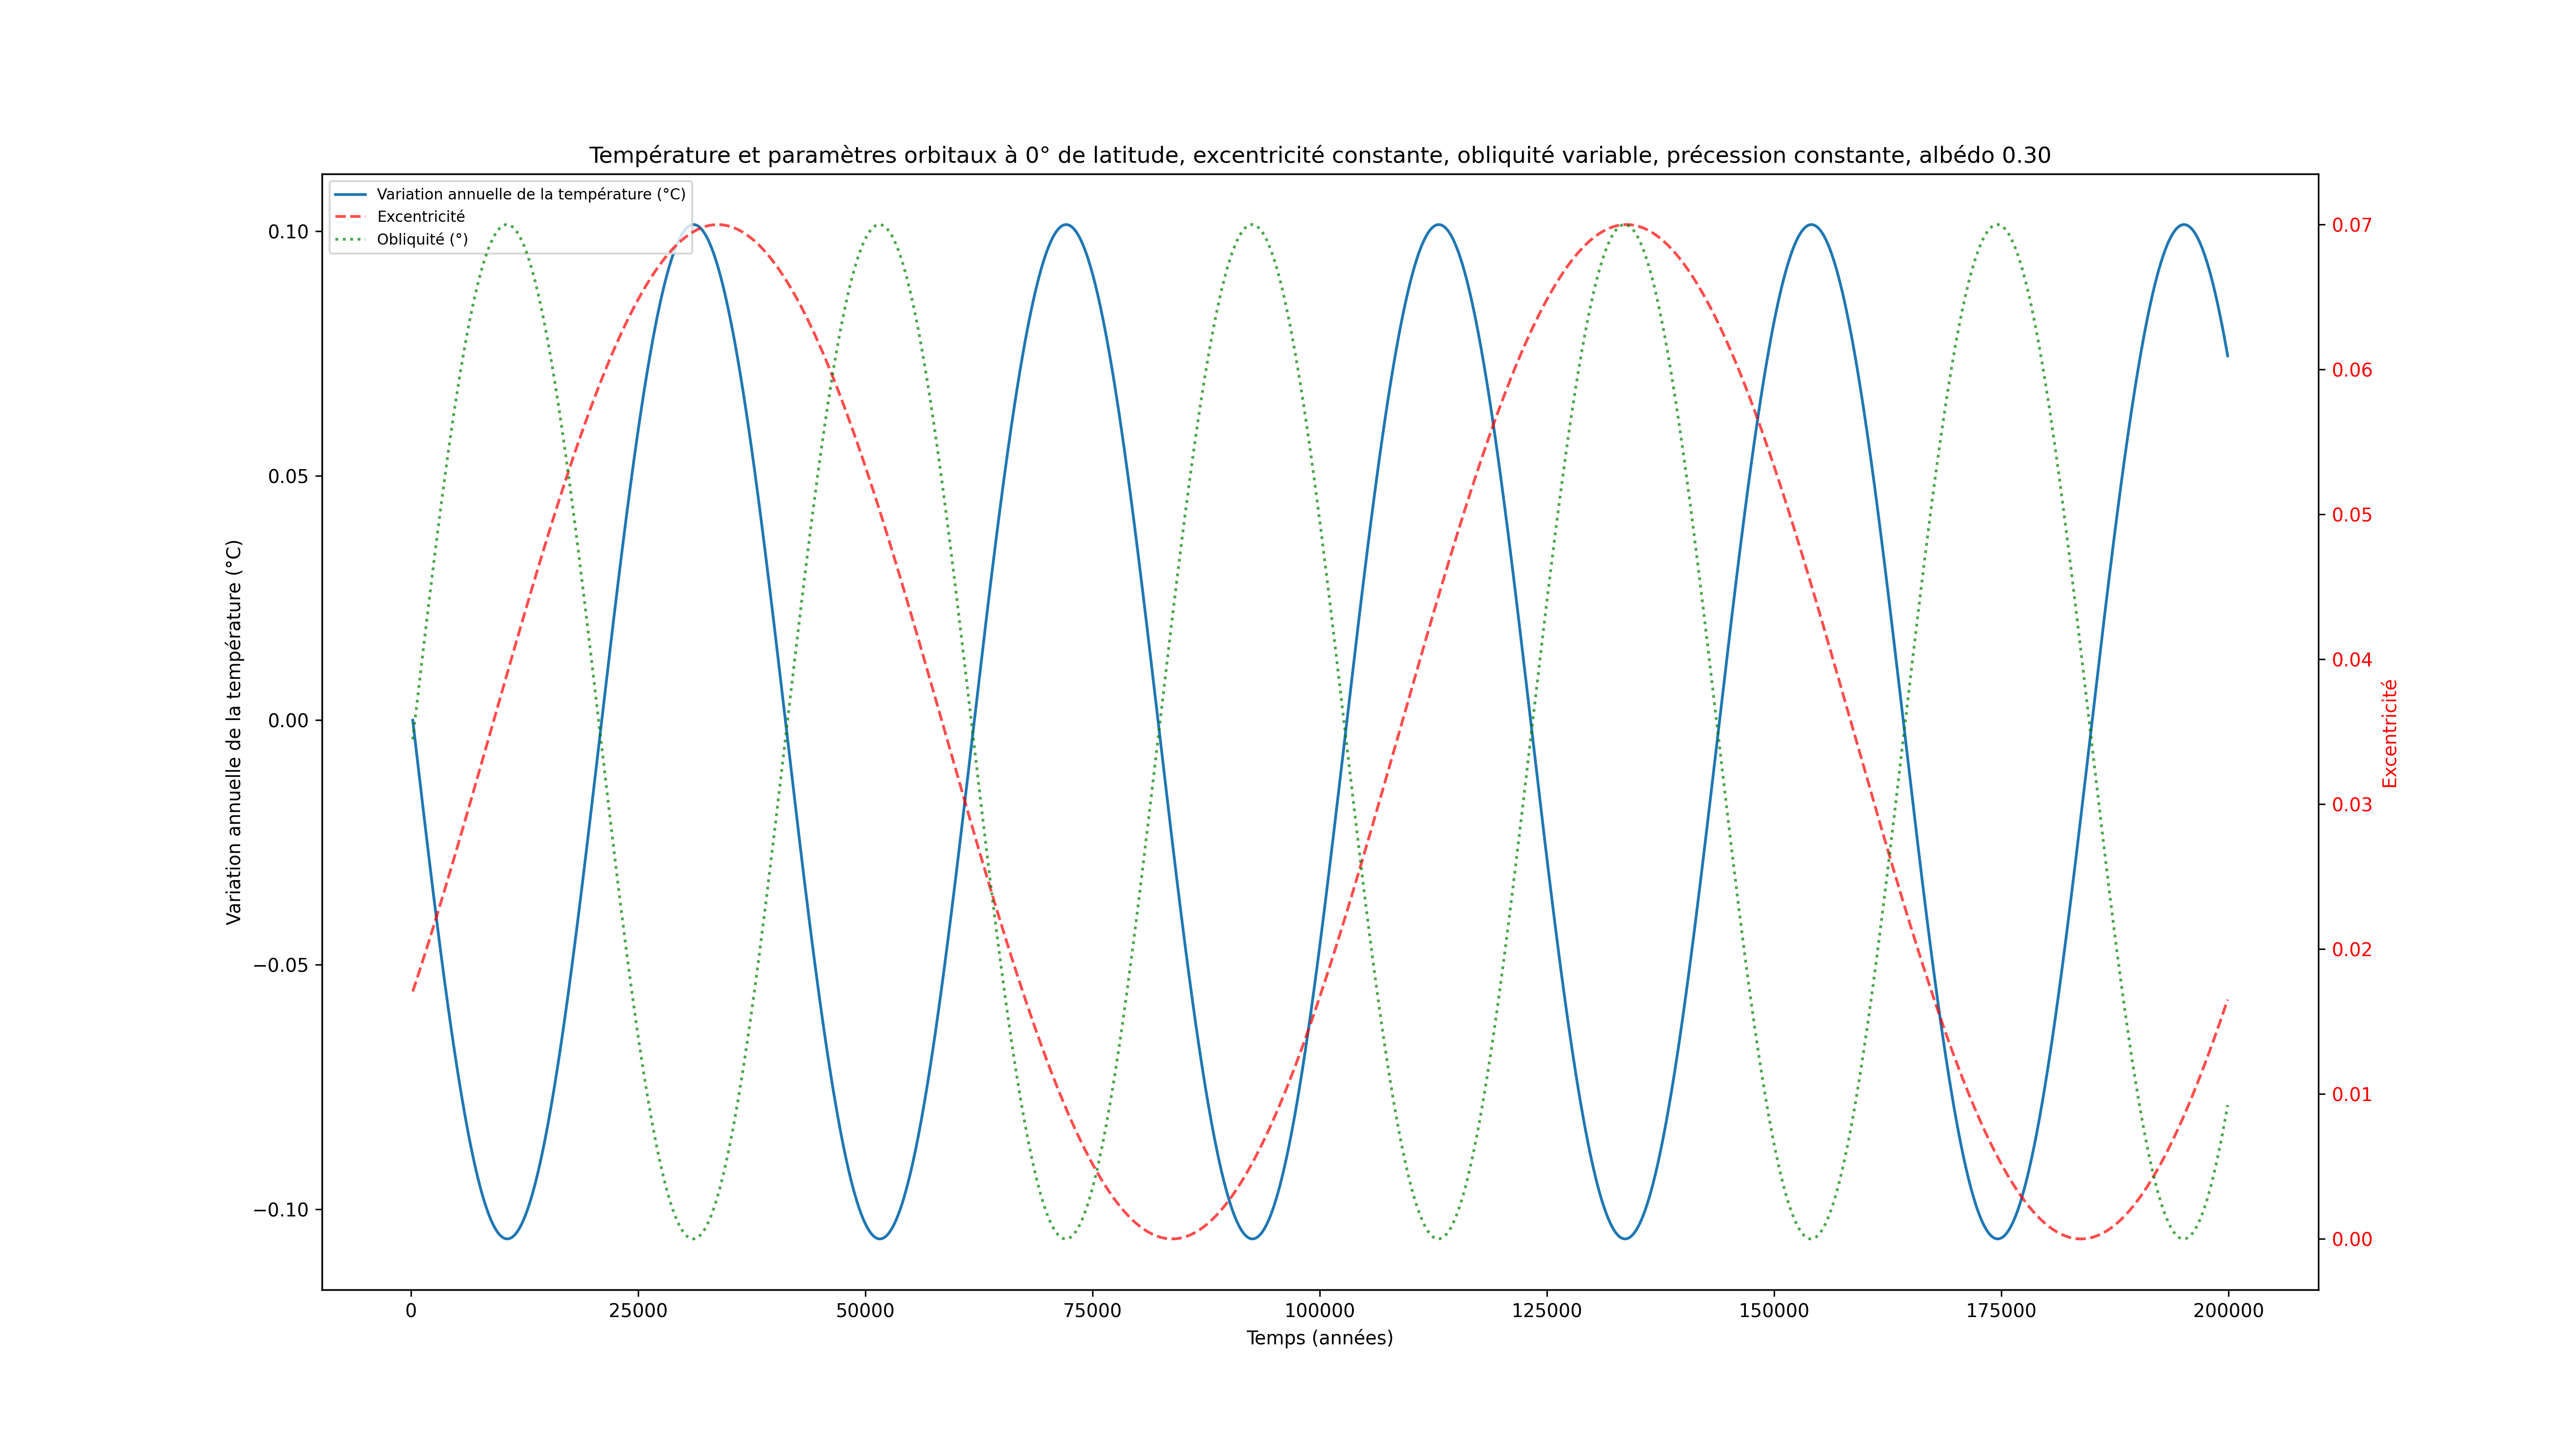 Température et paramètres orbitaux à 0° de latitude, excentricité constante, obliquité variable, précession constante, albédo 0.30
Variation annuelle de la température (°C)
Excentricité
Obliquité (°)
0.10
0.05
0.00
−0.05
−0.10
Variation annuelle de la température (°C)
0.07
0.06
0.05
0.04
0.03
0.02
0.01
0.00
Excentricité
0 25000 50000 75000 100000 125000 150000 175000 200000
Temps (années)